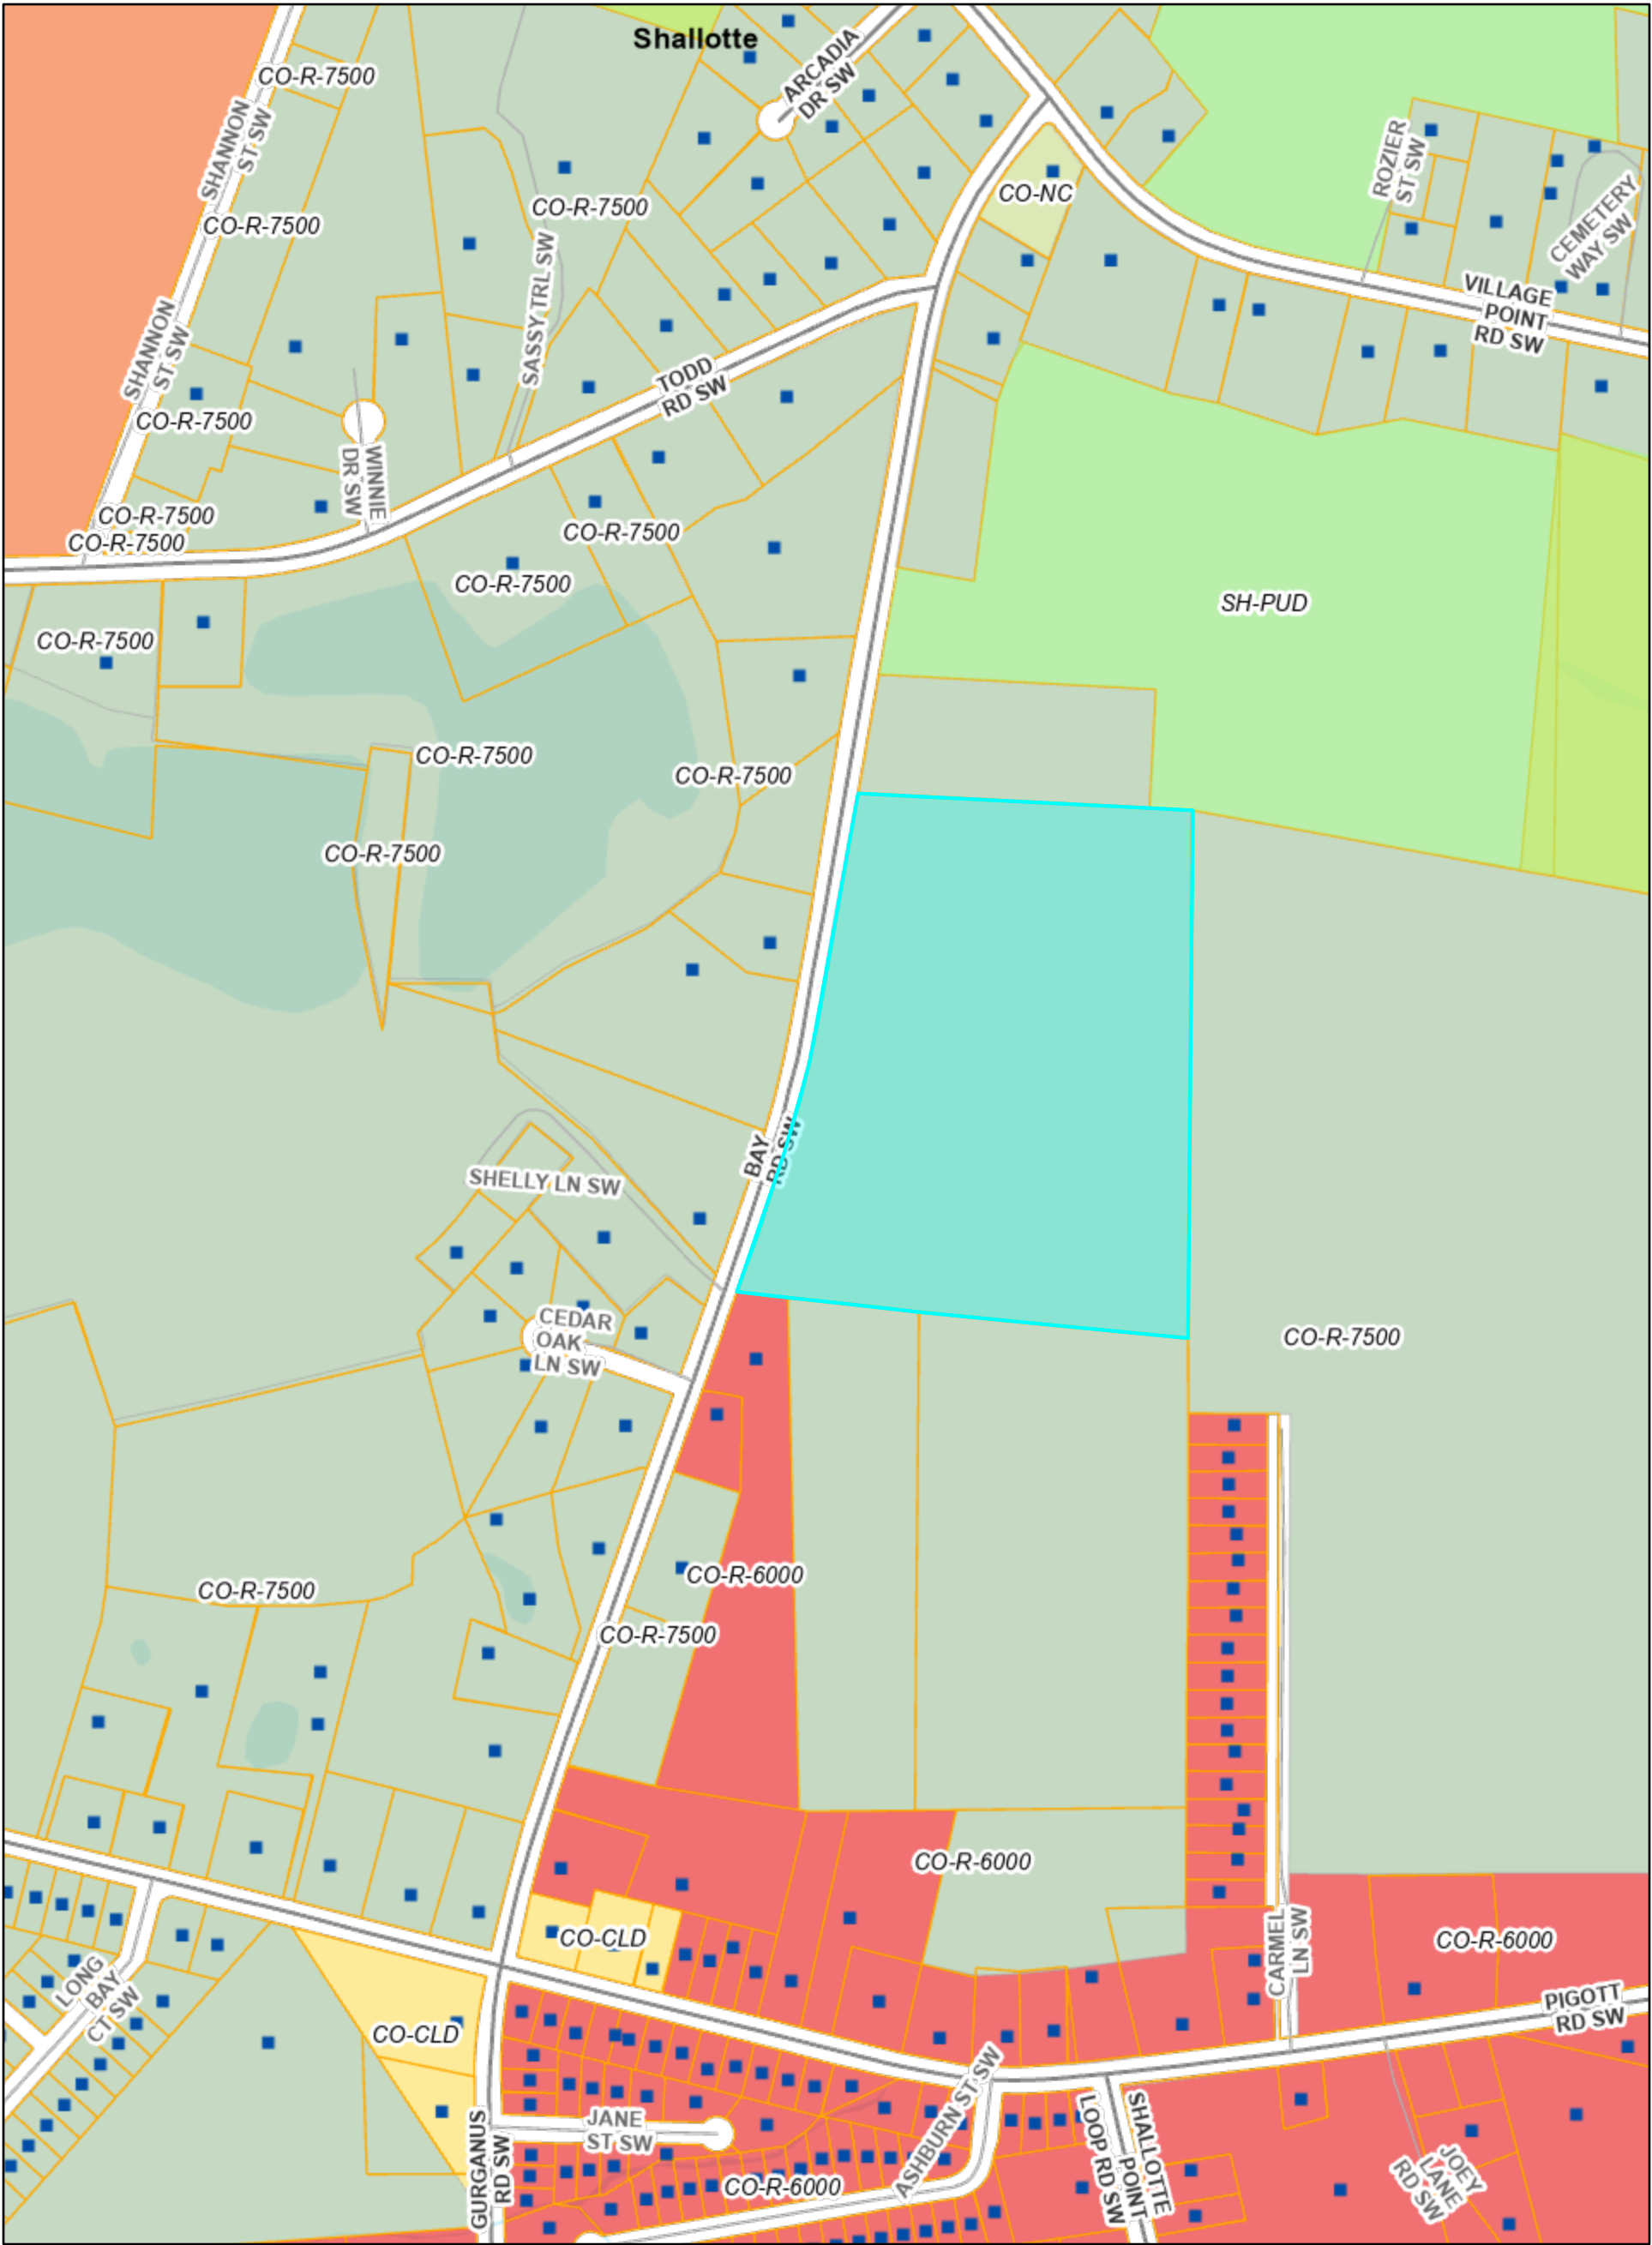 Shallotte
ARCADIA
DR SW
CO-R-7500
SHANNON
ST SW
ROZIER
ST SW
CO-NC
CO-R-7500
CO-R-7500
CEMETERY
WAY SW
SASSY TRL SW
VILLAGE
POINT
RD SW
SHANNON
ST SW
TODD
RD SW
CO-R-7500
WINNIE
DR SW
CO-R-7500
CO-R-7500
CO-R-7500
CO-R-7500
SH-PUD
CO-R-7500
CO-R-7500
CO-R-7500
CO-R-7500
BAY
RD SW
SHELLY LN SW
CEDAR
OAK
LN SW
CO-R-7500
CO-R-6000
CO-R-7500
CO-R-7500
CO-R-6000
CO-CLD
CARMEL
LN SW
CO-R-6000
LONG
BAY
CT SW
CO-CLD
PIGOTT
RD SW
GURGANUS
RD SW
JANE
ST SW
ASHBURN ST SW
SHALLOTTE
POINT
LOOP RD SW
JOEY
LANE
RD SW
CO-R-6000